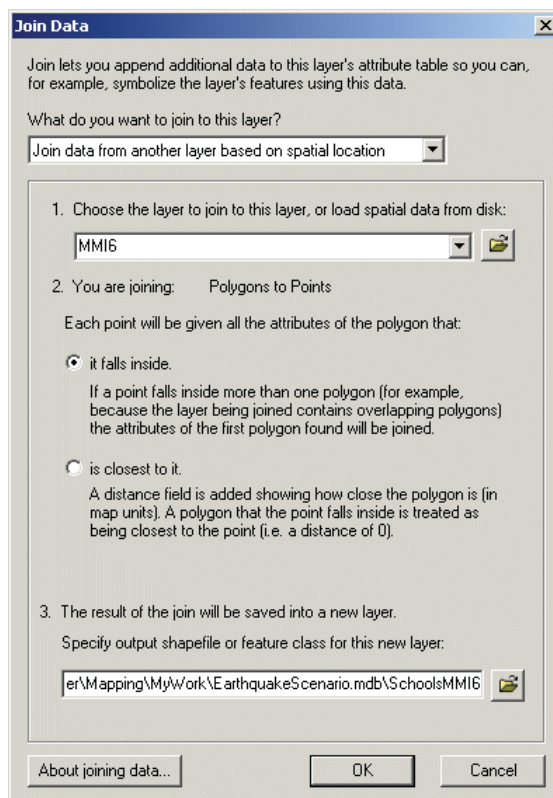 Join Data
Join lets you append additional data to this layer's attribute table so you can,
for example, symbolize the layer's features using this data.
What do you want to join to this layer?
Join data from another layer based on spatial location
1. Choose the layer to join to this layer, or load spatial data from disk:
MMI6
2. You are joining: Polygons to Points
Each point will be given all the attributes of the polygon that:
it falls inside.
If a point falls inside more than one polygon (for example,
because the layer being joined contains overlapping polygons)
the attributes of the first polygon found will be joined.
is closest to it.
A distance field is added showing how close the polygon is (in
map units). A polygon that the point falls inside is treated as
being closest to the point (i.e. a distance of 0).
3. The result of the join will be saved into a new layer.
Specify output shapefile or feature class for this new layer:
er\Mapping\MyWork\EarthquakeScenario.mdb\SchoolsMMI6
About joining data...
OK
Cancel